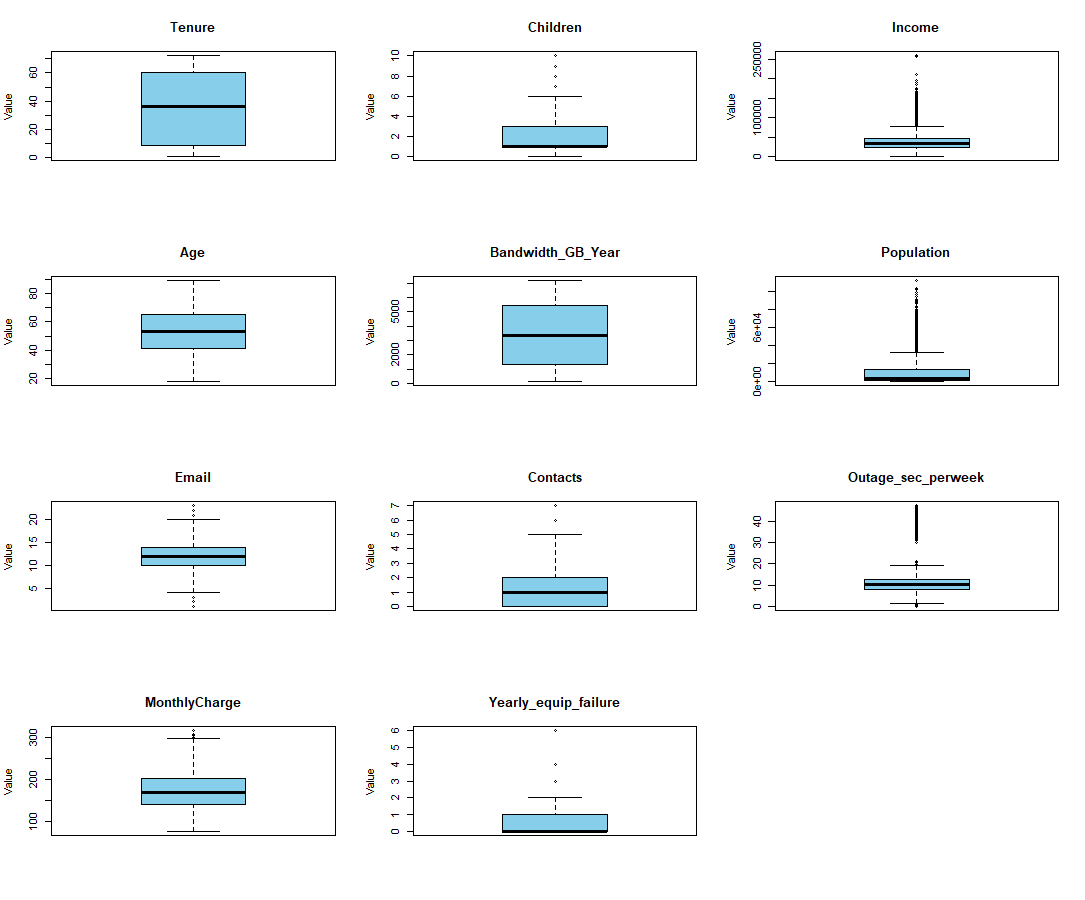 Tenure
Value
0 20 40 60
Children
Value
0 2 4 6 8 10
Income
Value
0 100000 250000
Age
Value
20 40 60 80
Bandwidth_GB_Year
Value
0 2000 5000
Population
Value
0e+00 6e+04
Email
Value
5 10 15 20
Contacts
Value
0 1 2 3 4 5 6 7
Outage_sec_perweek
Value
0 10 20 30 40
MonthlyCharge
Value
100 200 300
Yearly_equip_failure
Value
0 1 2 3 4 5 6